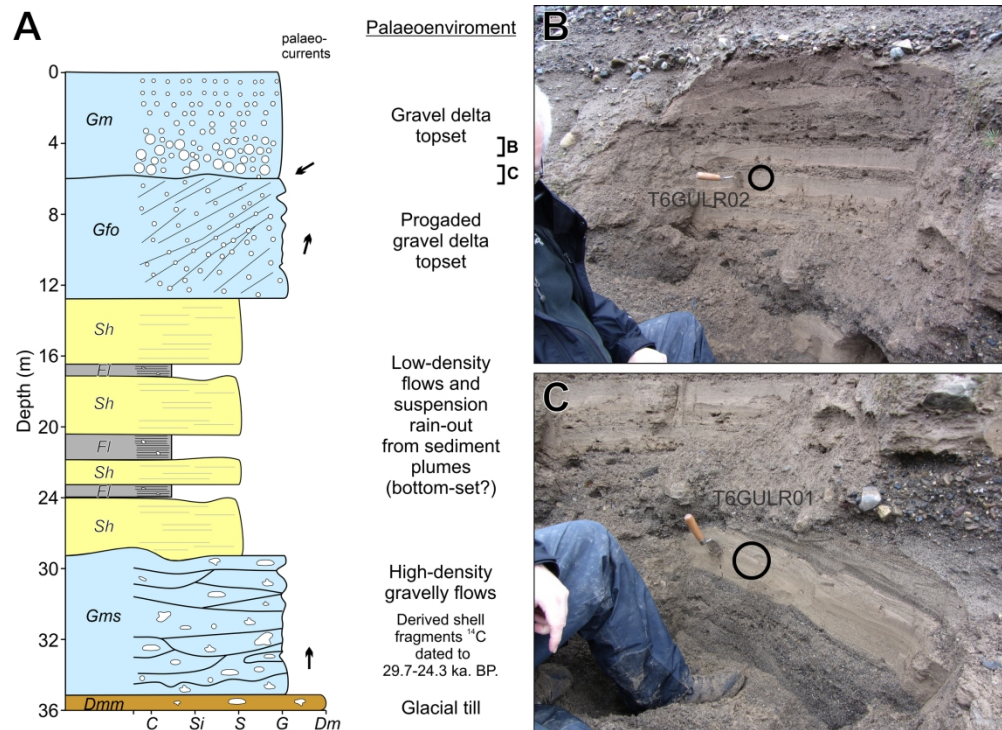 A
palaeo-
currents
Palaeoenviroment
0
4
8
12
16
20
24
30
32
36
Depth (m)
Gm
Gfo
Sh
Fl
Sh
Fl
Sh
Fl
Sh
Gms
Dmm
C
Si
S
G
Dm
Gravel delta
topset
B
C
Progaded
gravel delta
topset
Low-density
flows and
suspension
rain-out
from sediment
plumes
(bottom-set?)
High-density
gravelly flows
Derived shell
fragments ¹⁴C
dated to
29.7-24.3 ka. BP.
Glacial till
B
T6GULR02
C
T6GULR01